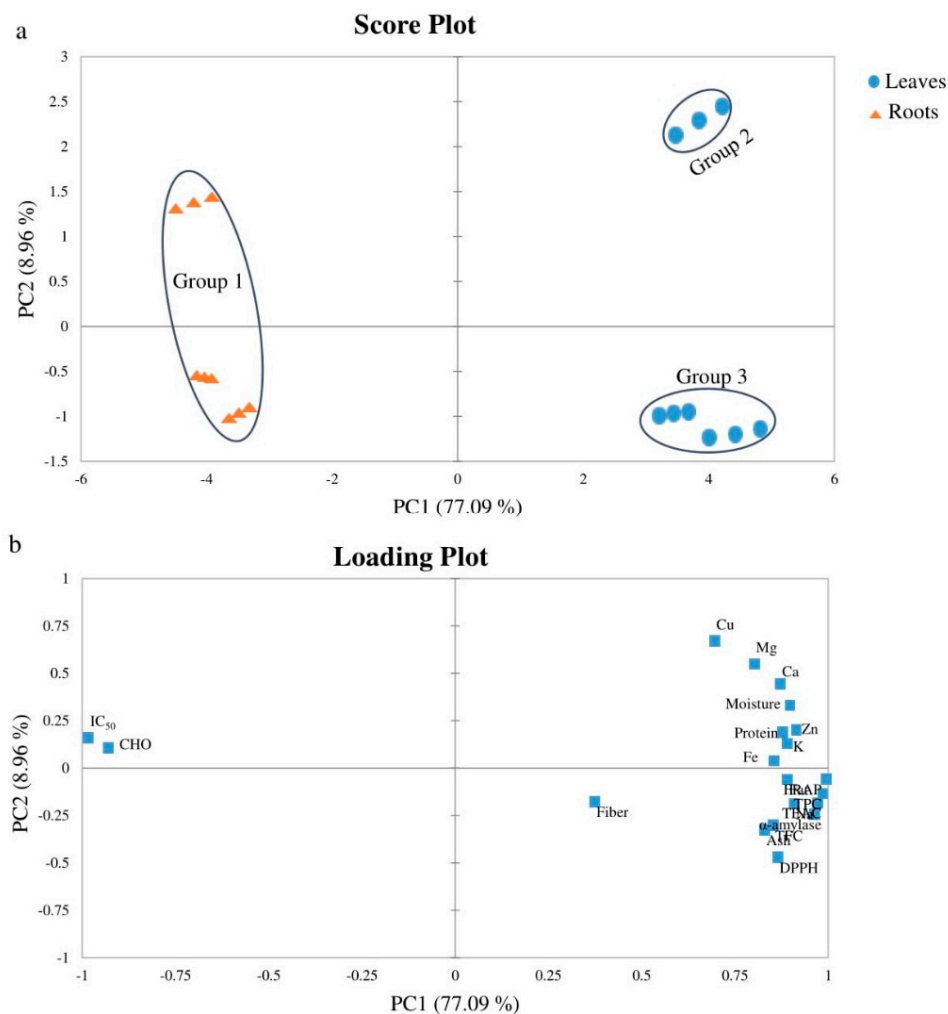 a
Score Plot
3
2.5
2
1.5
1
0.5
0
-0.5
-1
-1.5
PC2 (8.96 %)
Group 1
Group 2
Group 3
Leaves
Roots
-6
-4
-2
0
2
4
6
PC1 (77.09 %)
b
Loading Plot
1
0.75
0.5
0.25
0
-0.25
-0.5
-0.75
-1
PC2 (8.96 %)
Cu
Mg
Ca
Moisture
Zn
Protein
K
Fe
IC50
CHO
Fiber
TPC
α-amylase
TFC
Ash
DPPH
-1
-0.75
-0.5
-0.25
0
0.25
0.5
0.75
1
PC1 (77.09 %)